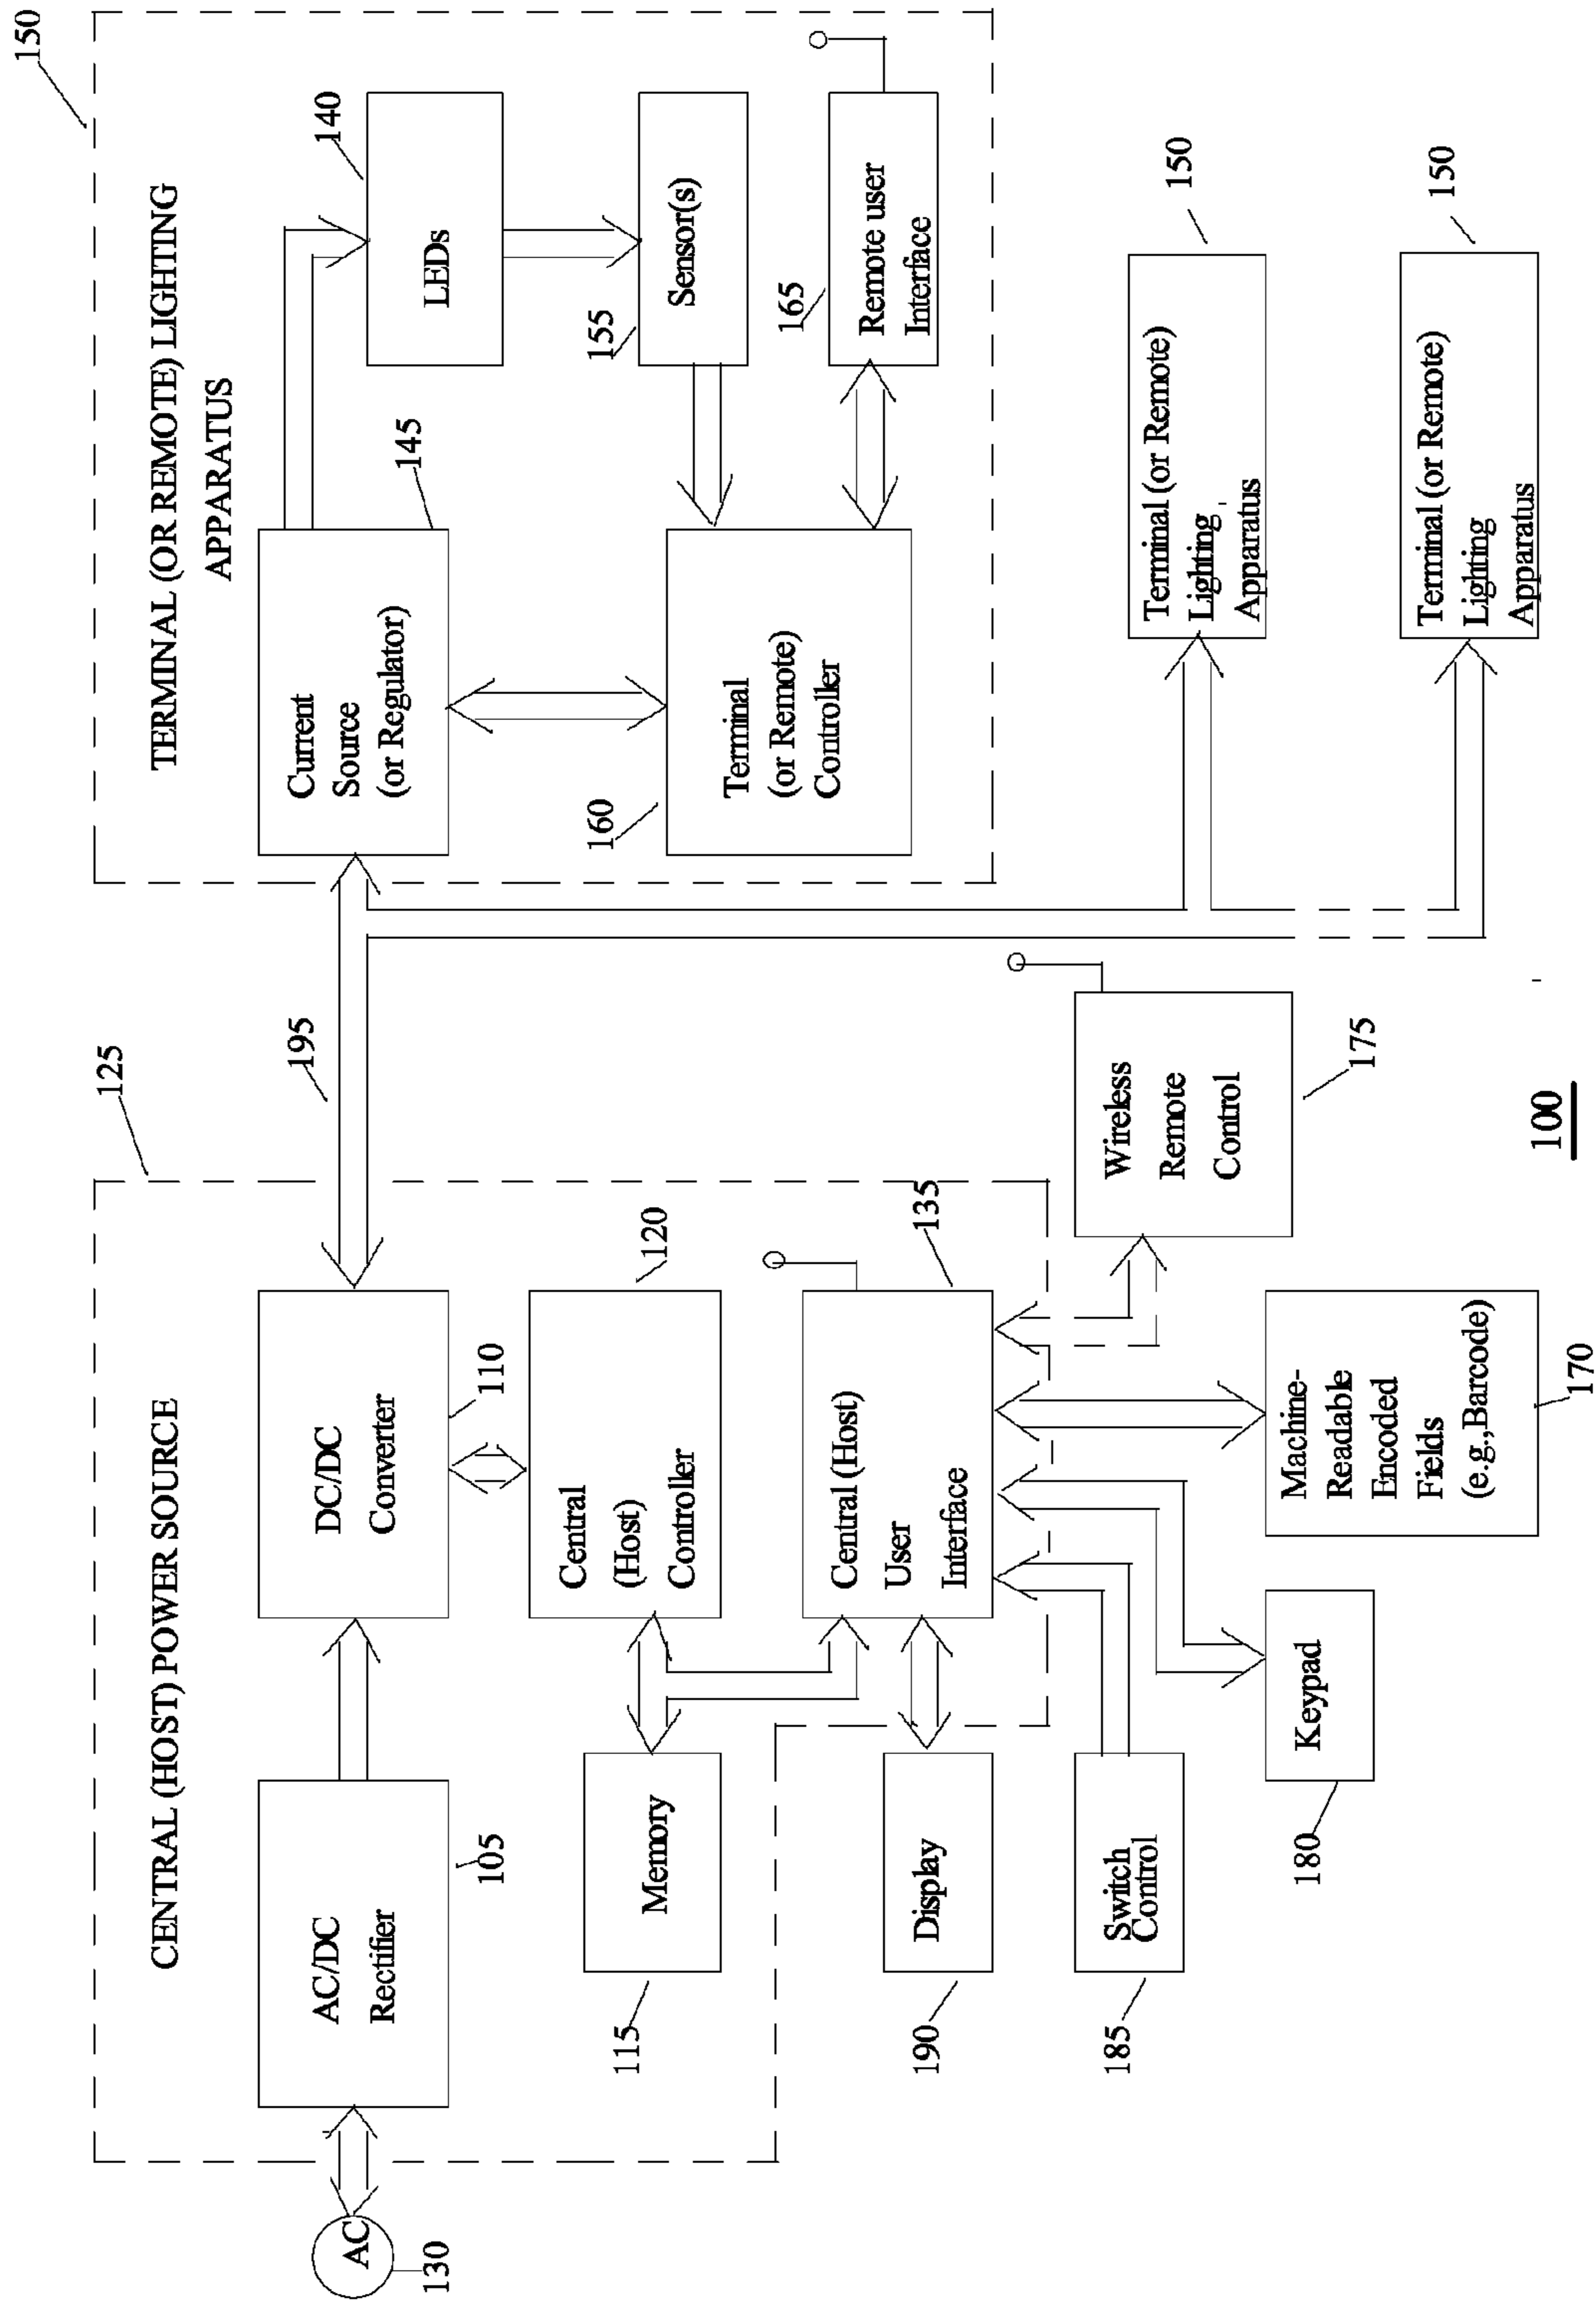 CENTRAL (HOST) POWER SOURCE
125
AC
130
AC/DC
Rectifier
105
DC/DC
Converter
110
195
Memory
115
Central
(Host)
Controller
120
Central (Host)
User
Interface
135
Display
190
Switch
Control
185
Keypad
180
Machine-
Readable
Encoded
Fields
(e.g.,Barcode)
170
Wireless
Remote
Control
175
TERMINAL (OR REMOTE) LIGHTING
APPARATUS
150
Current
Source
(or Regulator)
145
LEDs
140
Sensor(s)
155
Terminal
(or Remote)
Controller
160
Remote user
Interface
165
Terminal (or Remote)
Lighting
Apparatus
150
Terminal (or Remote)
Lighting
Apparatus
150
100